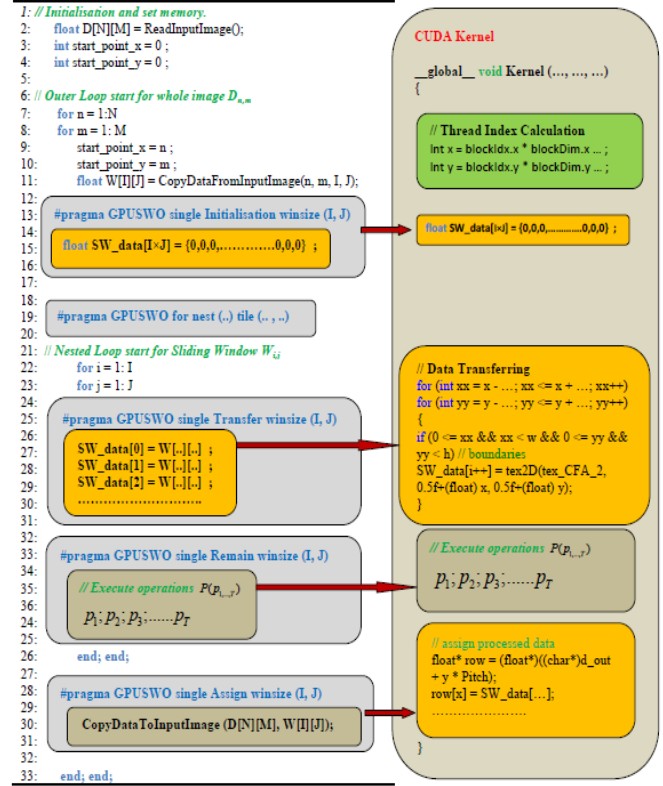 1: // Initialisation and set memory.
2: float D[N][M] = ReadInputImage();
3: int start_point_x = 0 ;
4: int start_point_y = 0 ;
5:
6: // Outer Loop start for whole image Dn,m
7: for n = 1:N
8: for m = 1: M
9: start_point_x = n ;
10: start_point_y = m ;
11: float W[I][J] = CopyDataFromInputImage(n, m, I, J);
12:
13: #pragma GPUSWO single Initialisation winsize (I, J)
14:
15: float SW_data[I×J] = {0,0,0,…………0,0,0} ;
16:
17:
18:
19: #pragma GPUSWO for nest (..) tile (.. , ..)
20:
21: // Nested Loop start for Sliding Window Wi,j
22: for i = 1: I
23: for j = 1: J
24:
25: #pragma GPUSWO single Transfer winsize (I, J)
26: SW_data[0] = W[..][..] ;
27: SW_data[1] = W[..][..] ;
28: SW_data[2] = W[..][..] ;
29: ………………………..
30:
31:
32:
33: #pragma GPUSWO single Remain winsize (I, J)
34:
35: // Execute operations P(p1,..,T)
36:
24: p1; p2; p3;......pT
25:
26: end; end;
27:
28: #pragma GPUSWO single Assign winsize (I, J)
29:
30: CopyDataToInputImage (D[N][M], W[I][J]);
31:
32:
33: end; end;
CUDA Kernel
__global__ void Kernel (…, …, …)
{
// Thread Index Calculation
Int x = blockIdx.x * blockDim.x ... ;
Int y = blockIdx.y * blockDim.y ... ;
float SW_data[I×J] = {0,0,0,…………0,0,0} ;
// Data Transferring
for (int xx = x - …; xx <= x + …; xx++)
for (int yy = y - …; yy <= y + …; yy++)
{
if (0 <= xx && xx < w && 0 <= yy &&
yy < h) // boundaries
SW_data[i++] = tex2D(tex_CFA_2,
0.5f+(float) x, 0.5f+(float) y);
}
// Execute operations P(p1,..,T)
p1; p2; p3;......pT
// assign processed data
float* row = (float*)((char*)d_out
+ y * Pitch);
row[x] = SW_data[…];
…………………
}